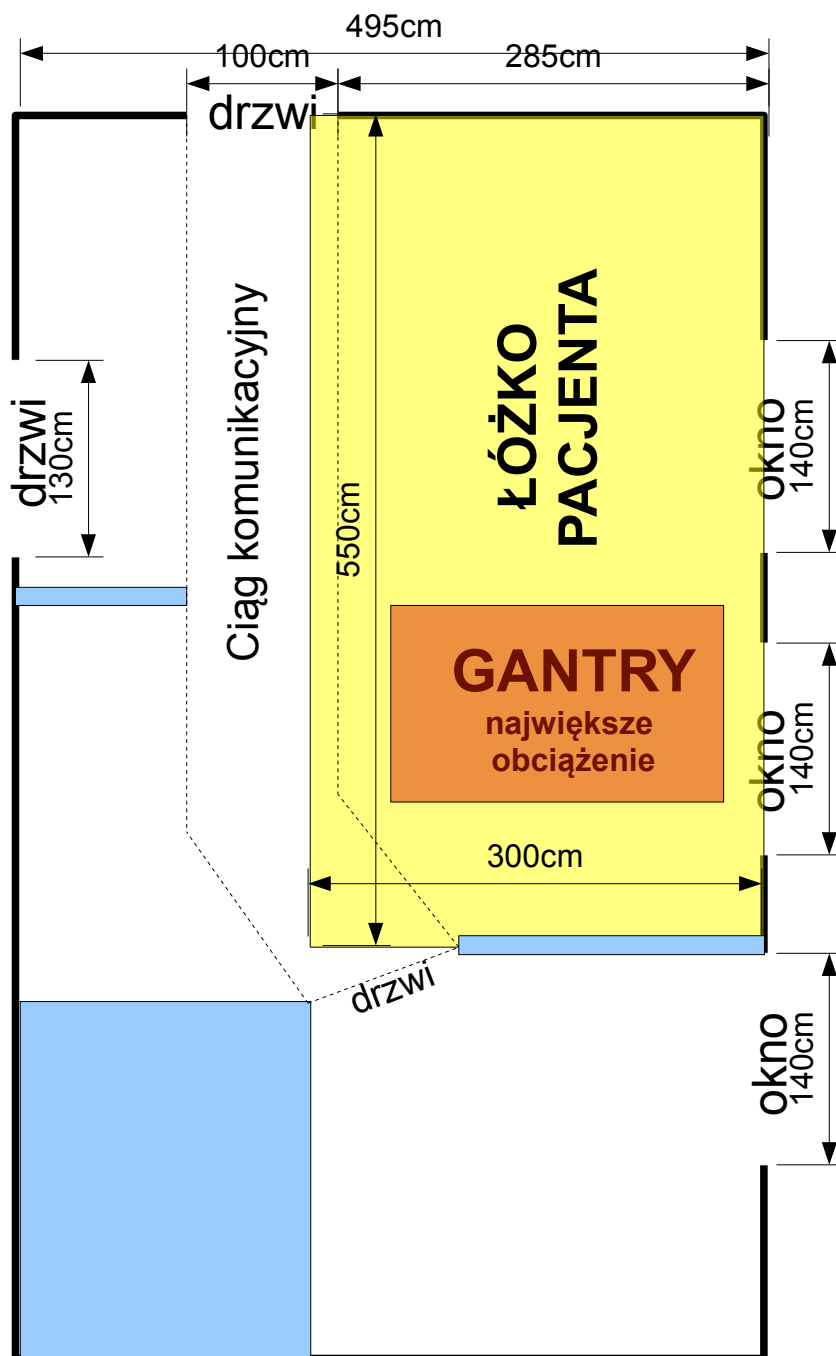 495cm
100cm
285cm
drzwi
Ciąg komunikacyjny
ŁÓŻKO
PACJENTA
drzwi
130cm
550cm
okno
140cm
GANTRY
największe
obciążenie
okno
140cm
300cm
drzwi
okno
140cm